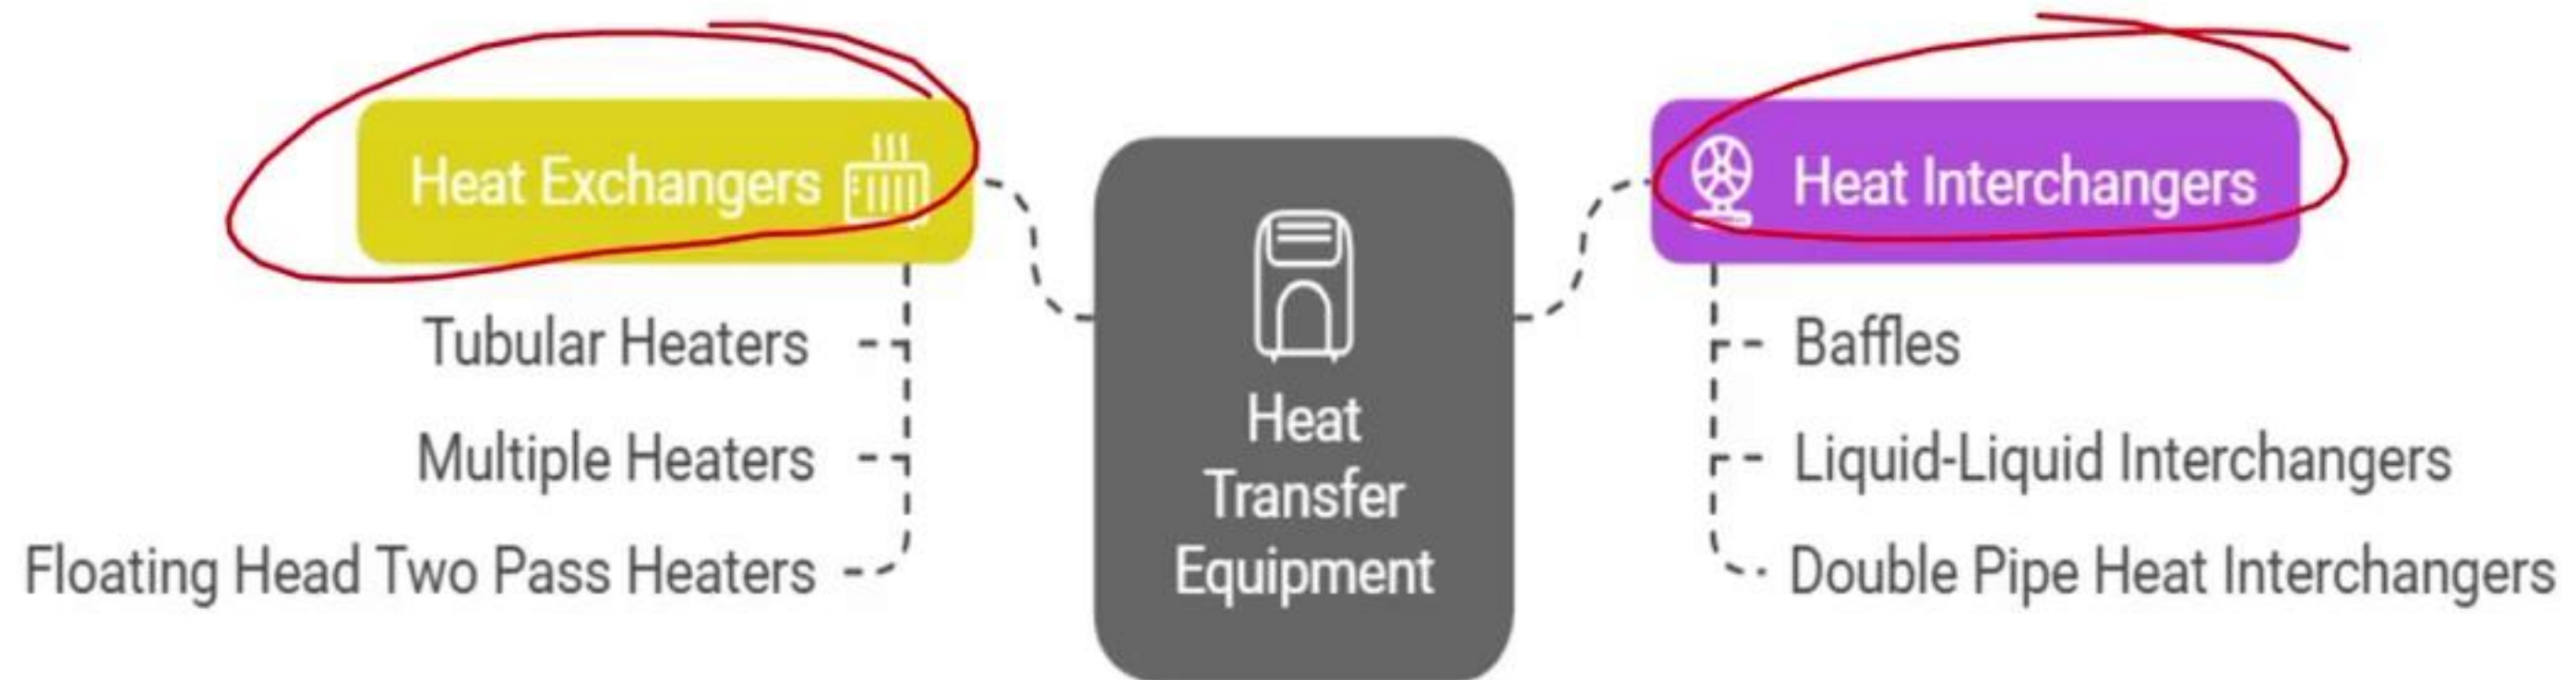 Heat Exchangers
Tubular Heaters
Multiple Heaters
Floating Head Two Pass Heaters
Heat
Transfer
Equipment
Heat Interchangers
Baffles
Liquid-Liquid Interchangers
Double Pipe Heat Interchangers